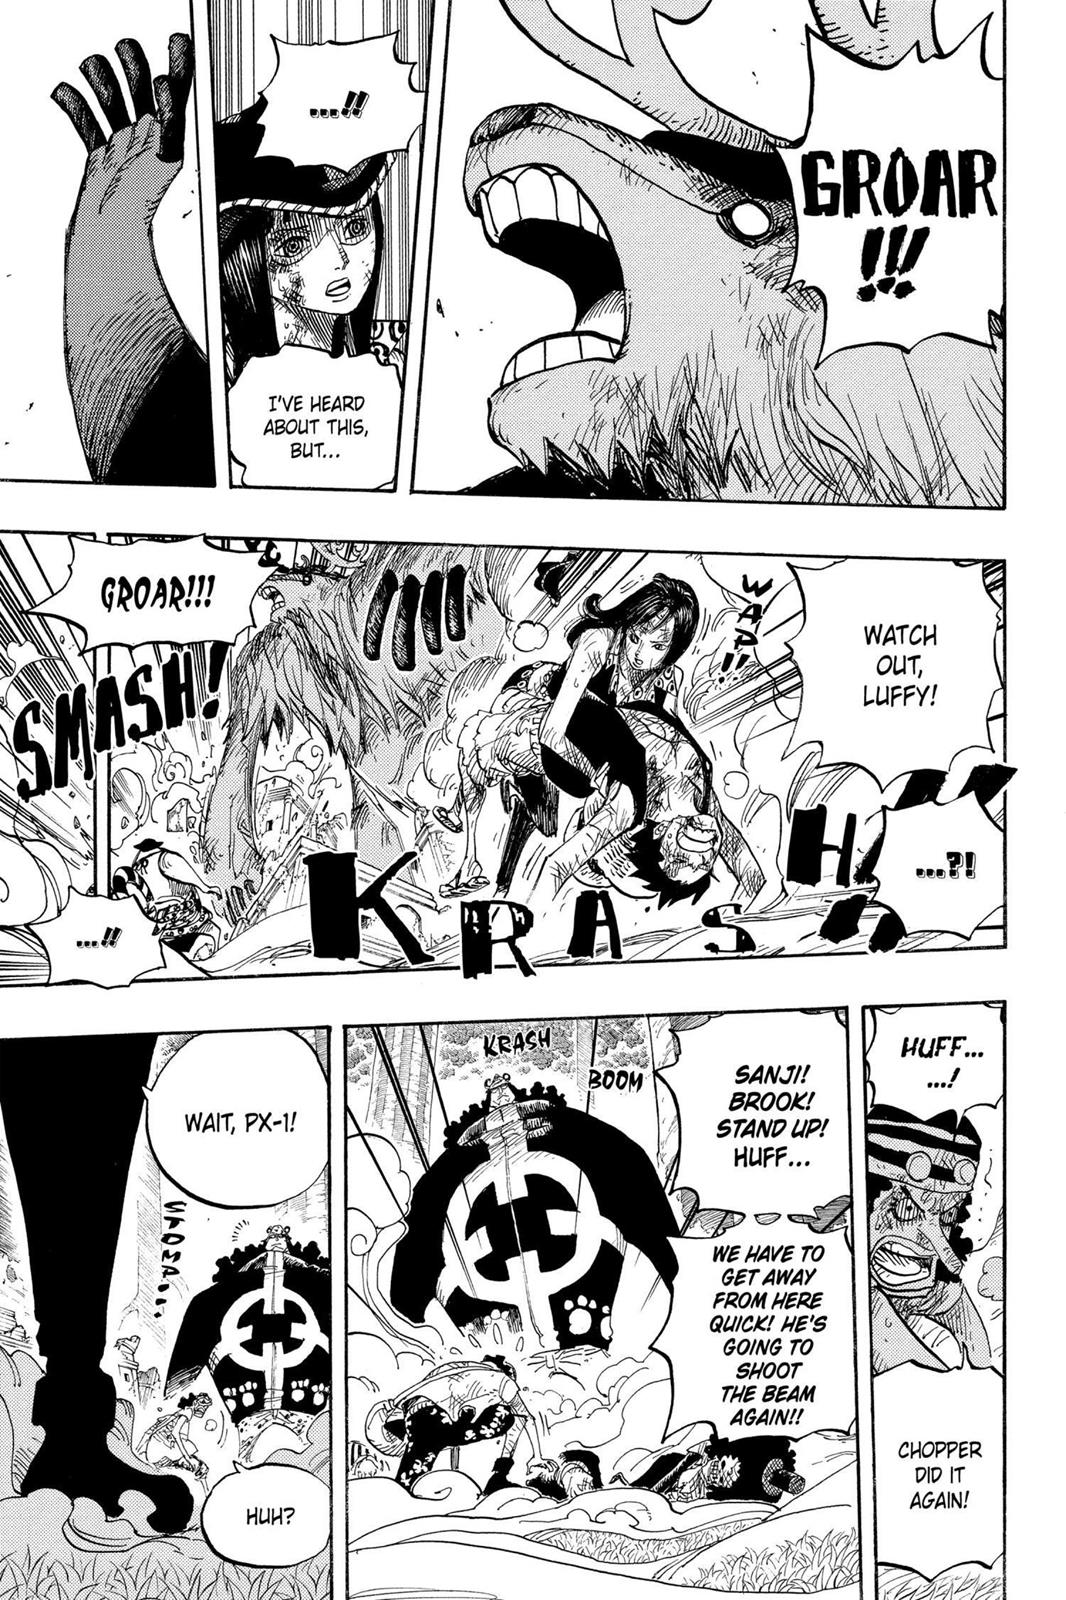 GROAR
!!!
....!!
I'VE HEARD
ABOUT THIS,
BUT...
WATCH
OUT,
LUFFY!
...?!
WAA!!
KRASH
GROAR!!!
SMASH!
....!!
HUFF...
...!
CHOPPER
DID IT
AGAIN!
SANJI!
BROOK!
STAND UP!
HUFF...
WE HAVE TO
GET AWAY
FROM HERE
QUICK! HE'S
GOING TO
SHOOT
THE BEAM
AGAIN!!
KRASH
BOOM
WAIT, PX-1!
STOMP...
HUH?